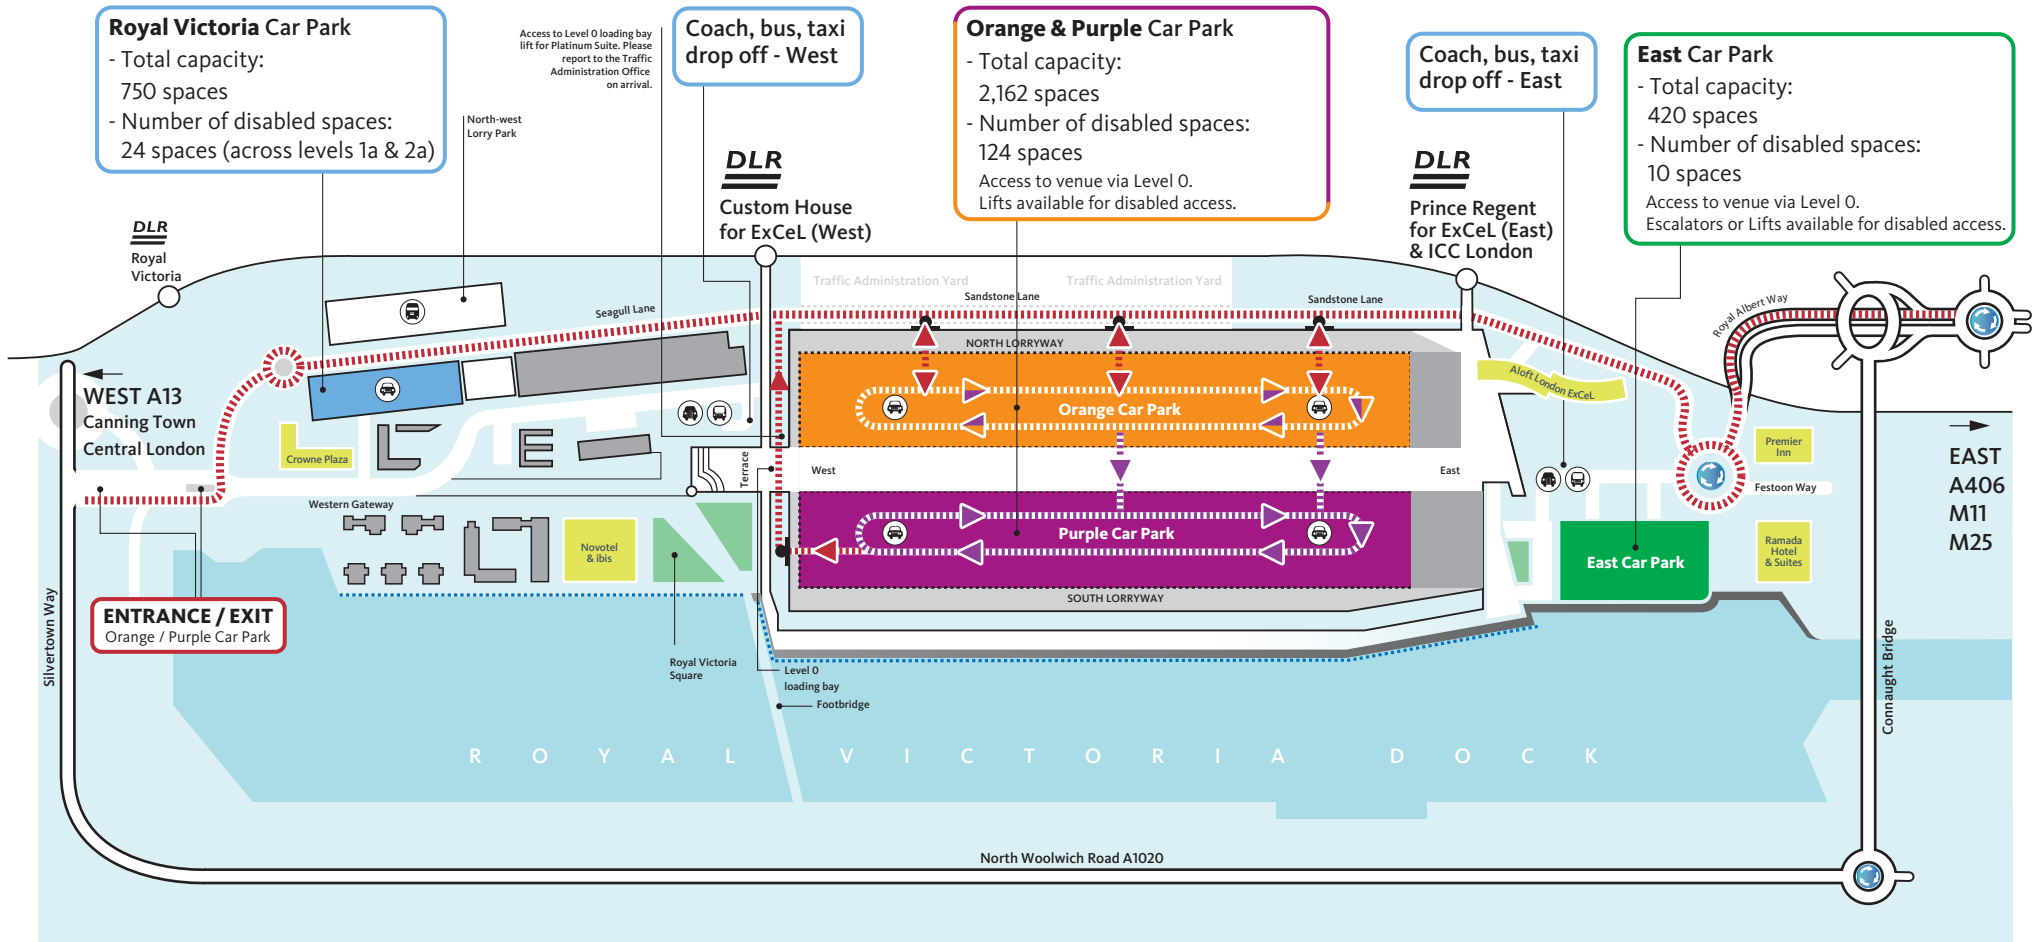 Royal Victoria Car Park
- Total capacity:
750 spaces
- Number of disabled spaces:
24 spaces (across levels 1a & 2a)
Access to Level 0 loading bay
lift for Platinum Suite. Please
report to the Traffic
Administration Office
on arrival.
Coach, bus, taxi
drop off - West
Orange & Purple Car Park
- Total capacity:
2,162 spaces
- Number of disabled spaces:
124 spaces
Access to venue via Level 0.
Lifts available for disabled access.
Coach, bus, taxi
drop off - East
East Car Park
- Total capacity:
420 spaces
- Number of disabled spaces:
10 spaces
Access to venue via Level 0.
Escalators or Lifts available for disabled access.
North-west
Lorry Park
DLR
Custom House
for ExCeL (West)
DLR
Prince Regent
for ExCeL (East)
& ICC London
DLR
Royal
Victoria
Traffic Administration Yard
Traffic Administration Yard
Sandstone Lane
Sandstone Lane
Seagull Lane
Royal Albert Way
NORTH LORRYWAY
Aloft London ExCeL
WEST A13
Canning Town
Central London
Orange Car Park
Crowne Plaza
Terrace
West
East
Premier
Inn
EAST
A406
M11
M25
Festoon Way
Western Gateway
Purple Car Park
Novotel
& ibis
East Car Park
Ramada
Hotel
& Suites
SOUTH LORRYWAY
ENTRANCE / EXIT
Orange / Purple Car Park
Silvertown Way
Royal Victoria
Square
Level 0
loading bay
Footbridge
Connaught Bridge
ROYAL VICTORIA DOCK
North Woolwich Road A1020